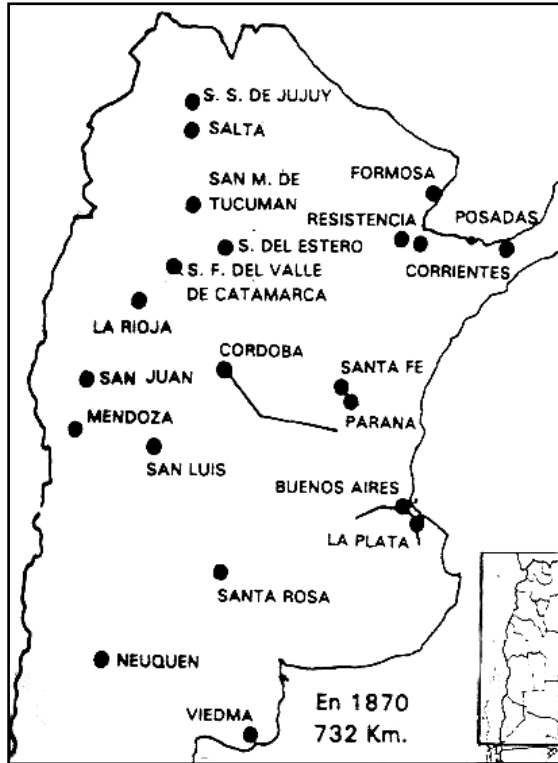 S. S. DE JUJUY
SALTA
SAN M. DE
TUCUMAN
FORMOSA
RESISTENCIA
POSADAS
S. DEL ESTERO
CORRIENTES
S. F. DEL VALLE
DE CATAMARCA
LA RIOJA
CORDOBA
SANTA FE
SAN JUAN
PARANA
MENDOZA
SAN LUIS
BUENOS AIRES
LA PLATA
SANTA ROSA
NEUQUEN
En 1870
VIEDMA
732 Km.